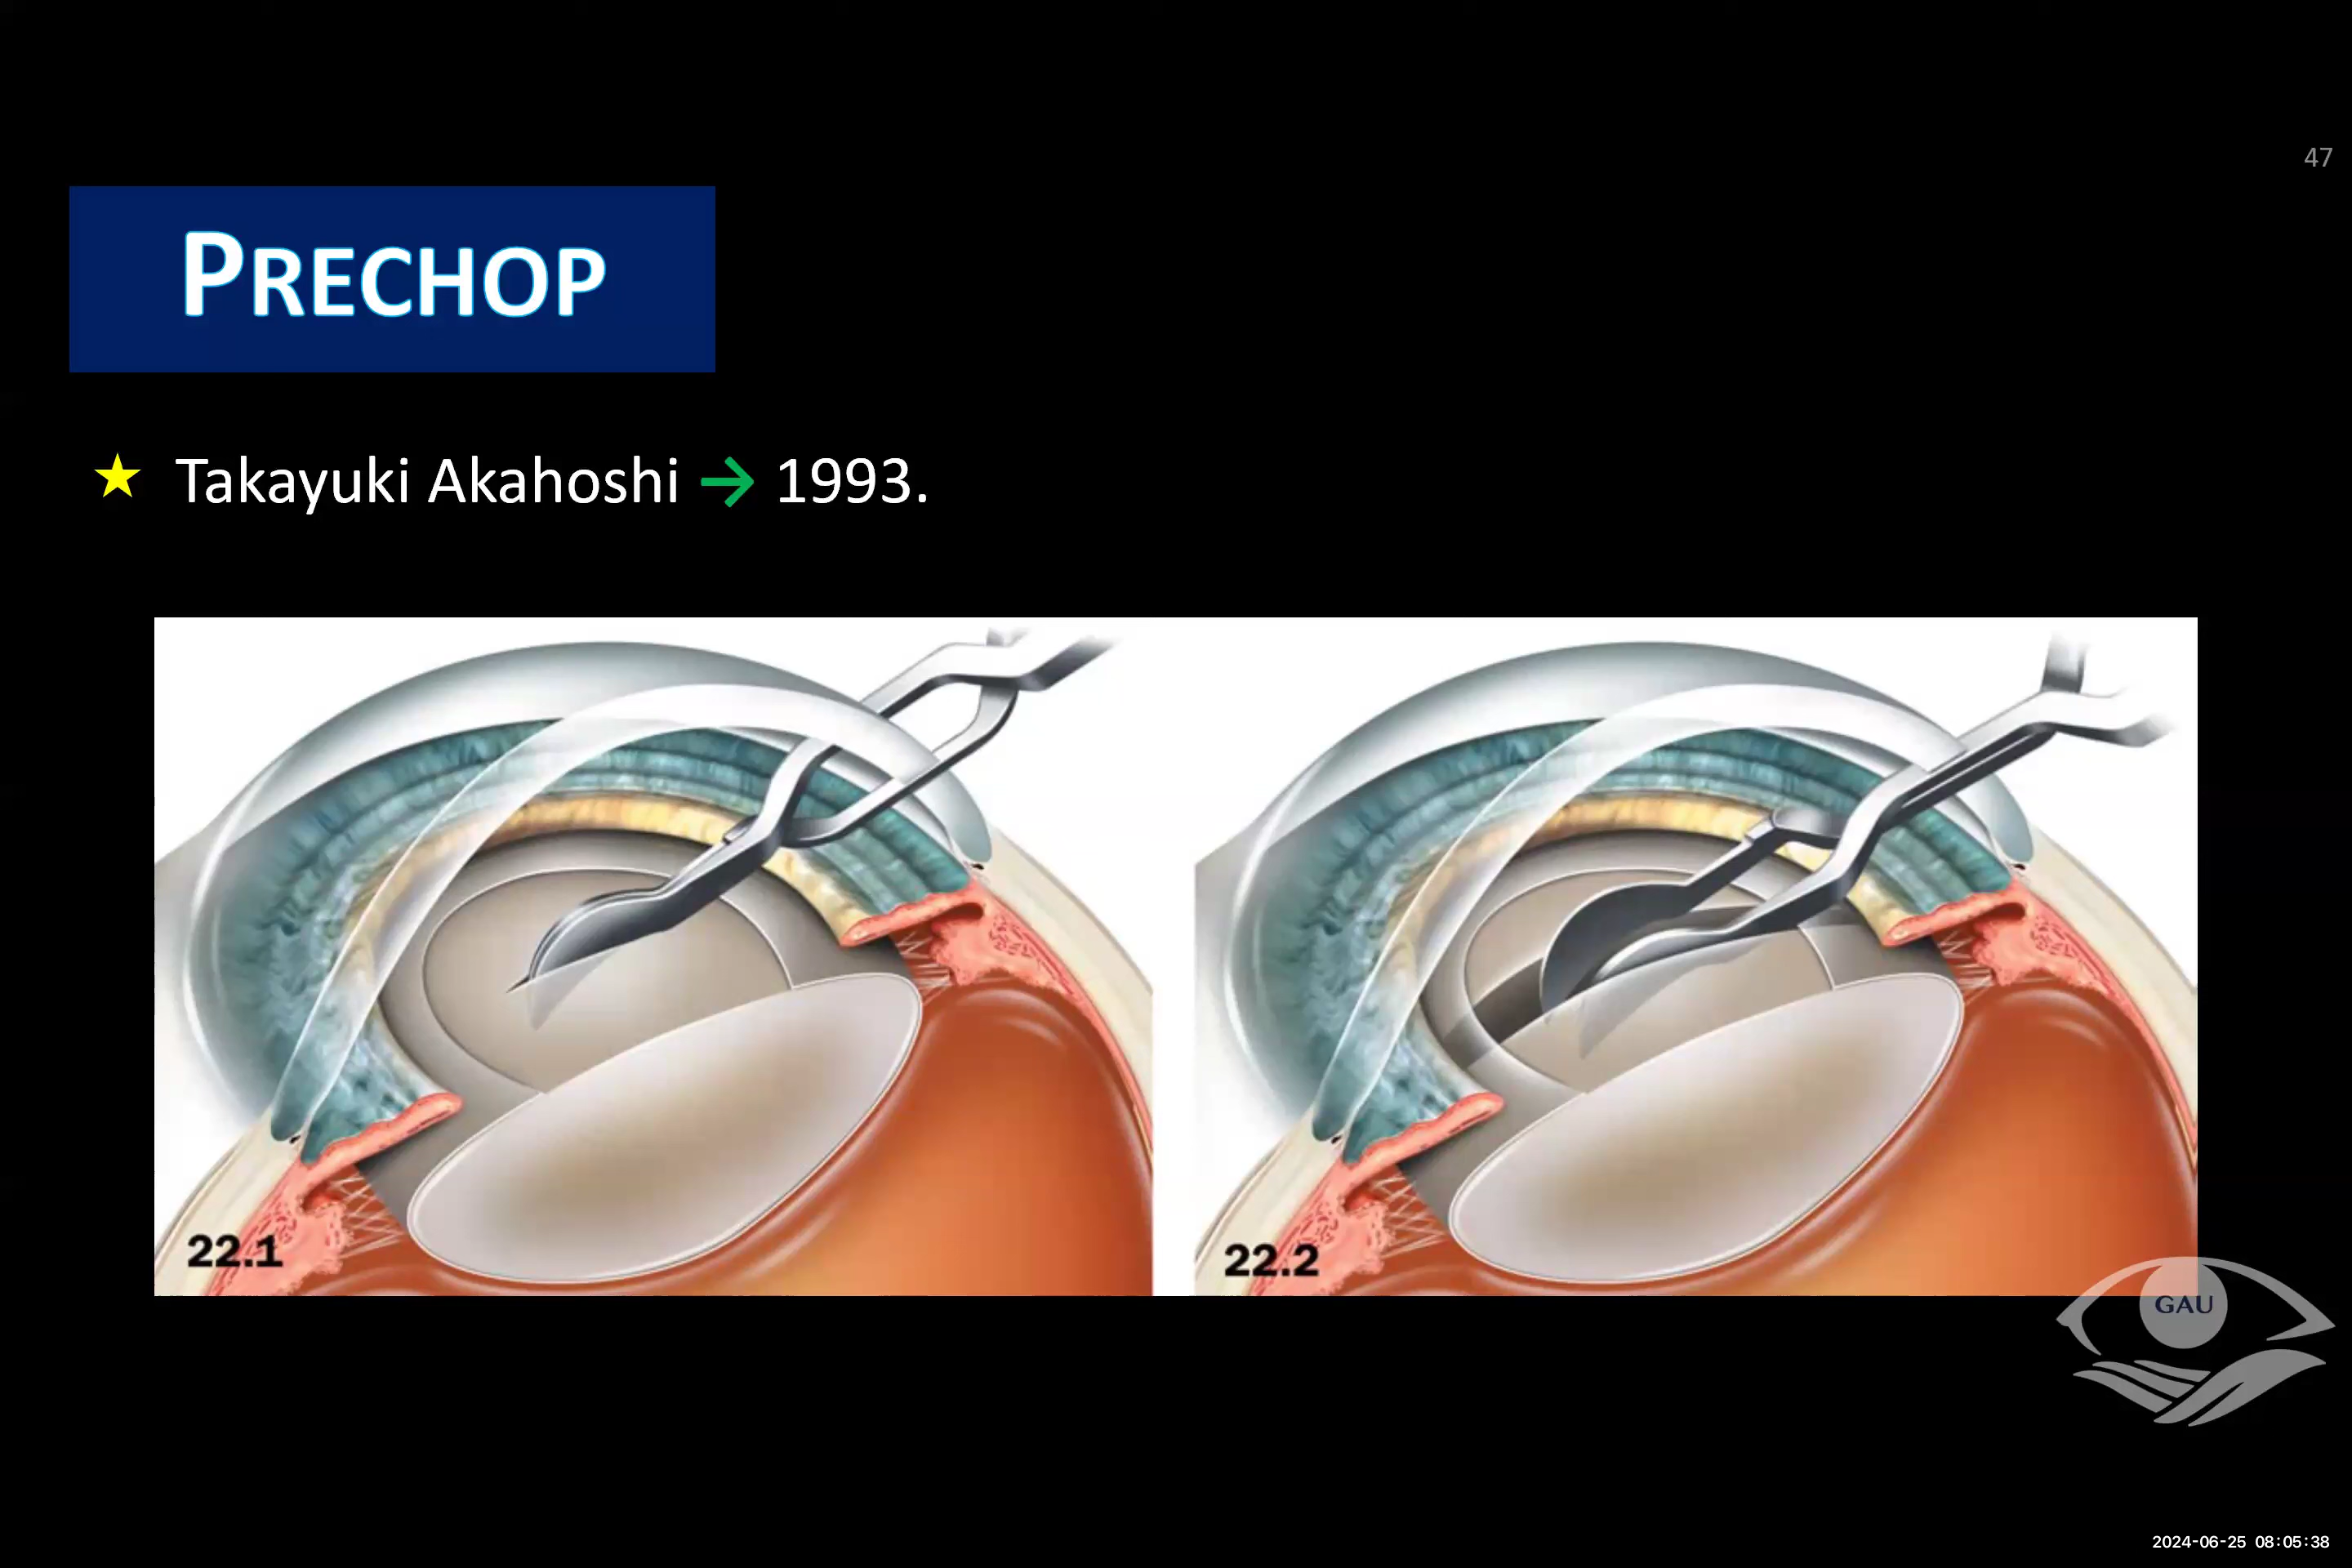 47
PRECHOP
★ Takayuki Akahoshi → 1993.
22.1
22.2
GAU
2024-06-25 08:05:38